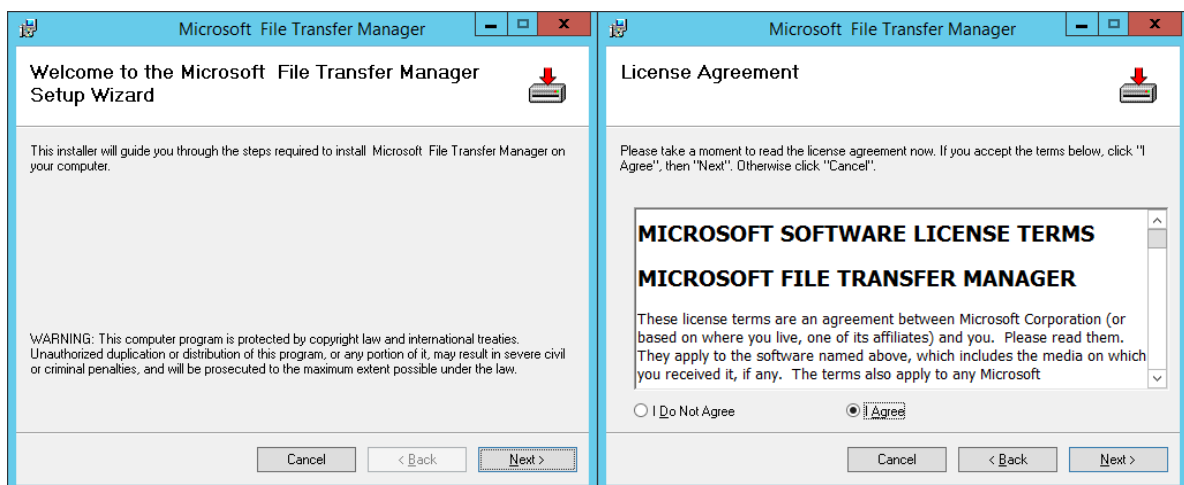 Microsoft  File Transfer Manager
Welcome to the Microsoft  File Transfer Manager
Setup Wizard
This installer will guide you through the steps required to install  Microsoft  File Transfer Manager on
your computer.
WARNING: This computer program is protected by copyright law and international treaties.
Unauthorized duplication or distribution of this program, or any portion of it, may result in severe civil
or criminal penalties, and will be prosecuted to the maximum extent possible under the law.
Cancel
< Back
Next >
Microsoft  File Transfer Manager
License Agreement
Please take a moment to read the license agreement now. If you accept the terms below, click "I
Agree", then "Next". Otherwise click "Cancel".
MICROSOFT SOFTWARE LICENSE TERMS
MICROSOFT FILE TRANSFER MANAGER
These license terms are an agreement between Microsoft Corporation (or
based on where you live, one of its affiliates) and you.  Please read them.
They apply to the software named above, which includes the media on which
you received it, if any.  The terms also apply to any Microsoft
I Do Not Agree
I Agree
Cancel
< Back
Next >